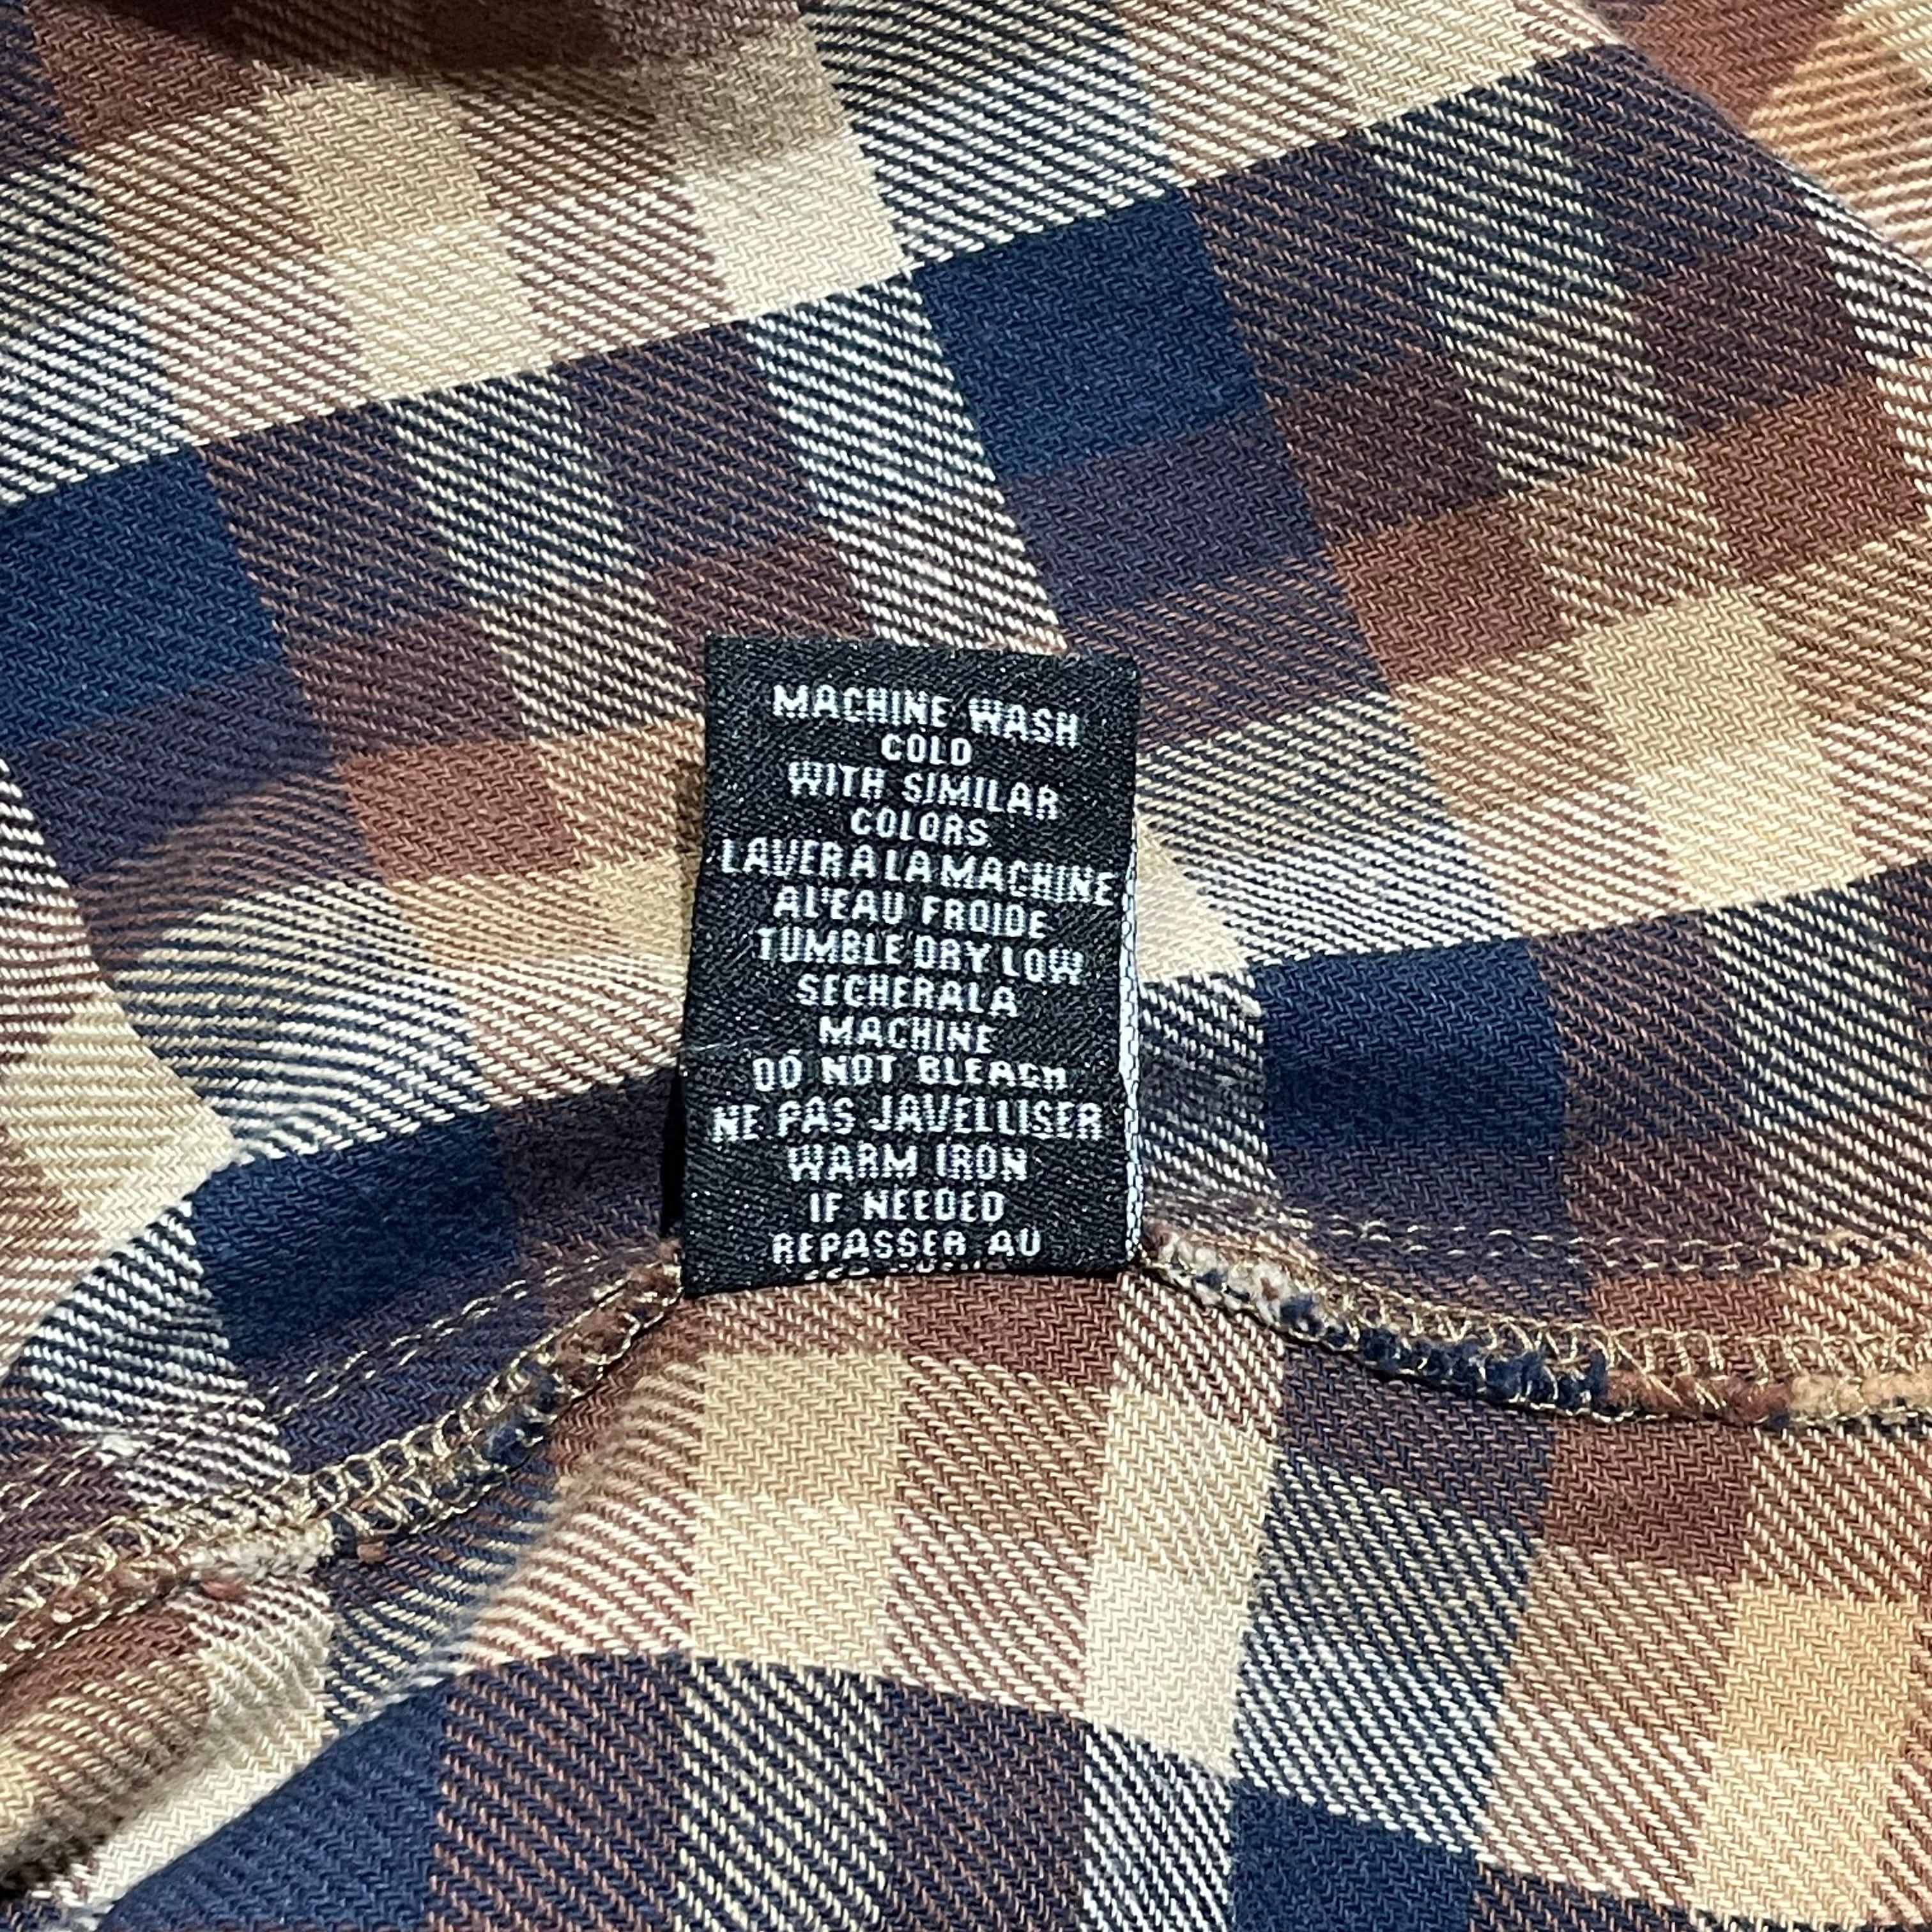 MACHINE WASH
COLD
WITH SIMILAR
COLORS
LAVER A LA MACHINE
A L'EAU FROIDE
TUMBLE DRY LOW
SECHER A LA
MACHINE
DO NOT BLEACH
NE PAS JAVELLISER
WARM IRON
IF NEEDED
REPASSER AU